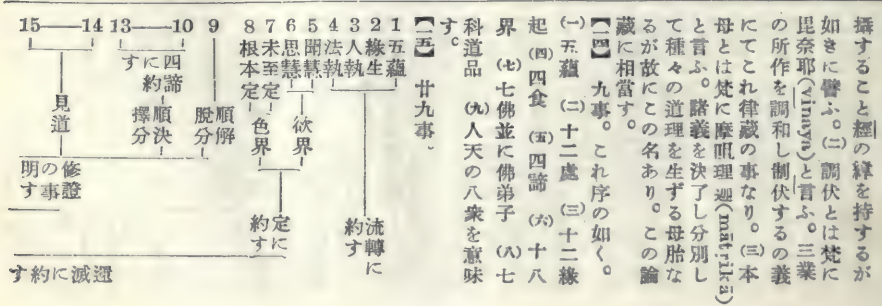 攝すること經の緯を持するが
如きに譬ふ。(二)調伏とは梵に
毘奈耶(vinaya)と言ふ。三業
の所作を調和し制伏するの義
にてこれ律藏の事なり。(三)本
母とは梵に摩呾理迦(mātrikā)
と言ふ。諸義を決了し分別し
て種々の道理を生ずる母胎な
るが故にこの名あり。この論
藏に相當す。
【二四】 九事。これ序の如く。
(一)五蘊 (二)十二處 (三)十二緣
起 (四)四食 (五)四諦 (六)十八
界 (七)七佛並に佛弟子 (八)七
科道品 (九)人天の八衆を意味
す。
【二五】 廿九事。
1 五蘊
2 緣生
3 人執
4 法執
流轉に約す
5 聞慧
6 思慧
欲界
7 未至定
8 根本定
色界
定に約す
9
順解脫分
10—13
四諦に約す
順決擇分
14—15
見道
修證の事明す
還滅に約す